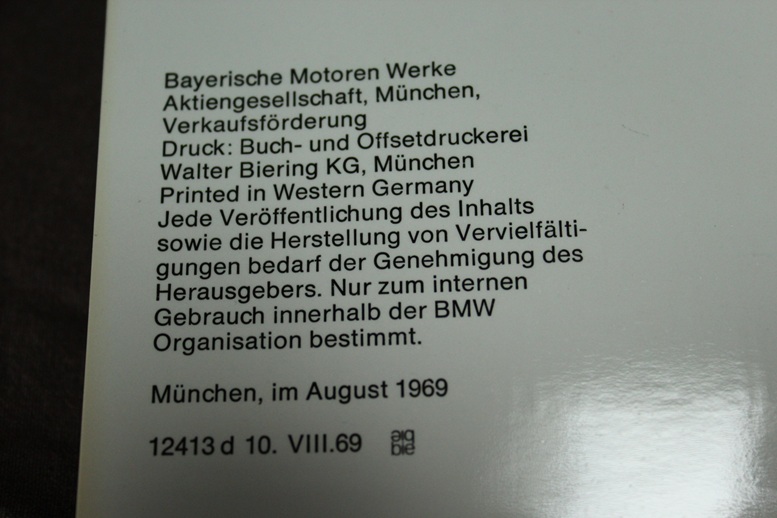 Bayerische Motoren Werke
Aktiengesellschaft, München,
Verkaufsförderung
Druck: Buch- und Offsetdruckerei
Walter Biering KG, München
Printed in Western Germany
Jede Veröffentlichung des Inhalts
sowie die Herstellung von Vervielfälti-
gungen bedarf der Genehmigung des
Herausgebers. Nur zum internen
Gebrauch innerhalb der BMW
Organisation bestimmt.
München, im August 1969
12413 d 10. VIII.69